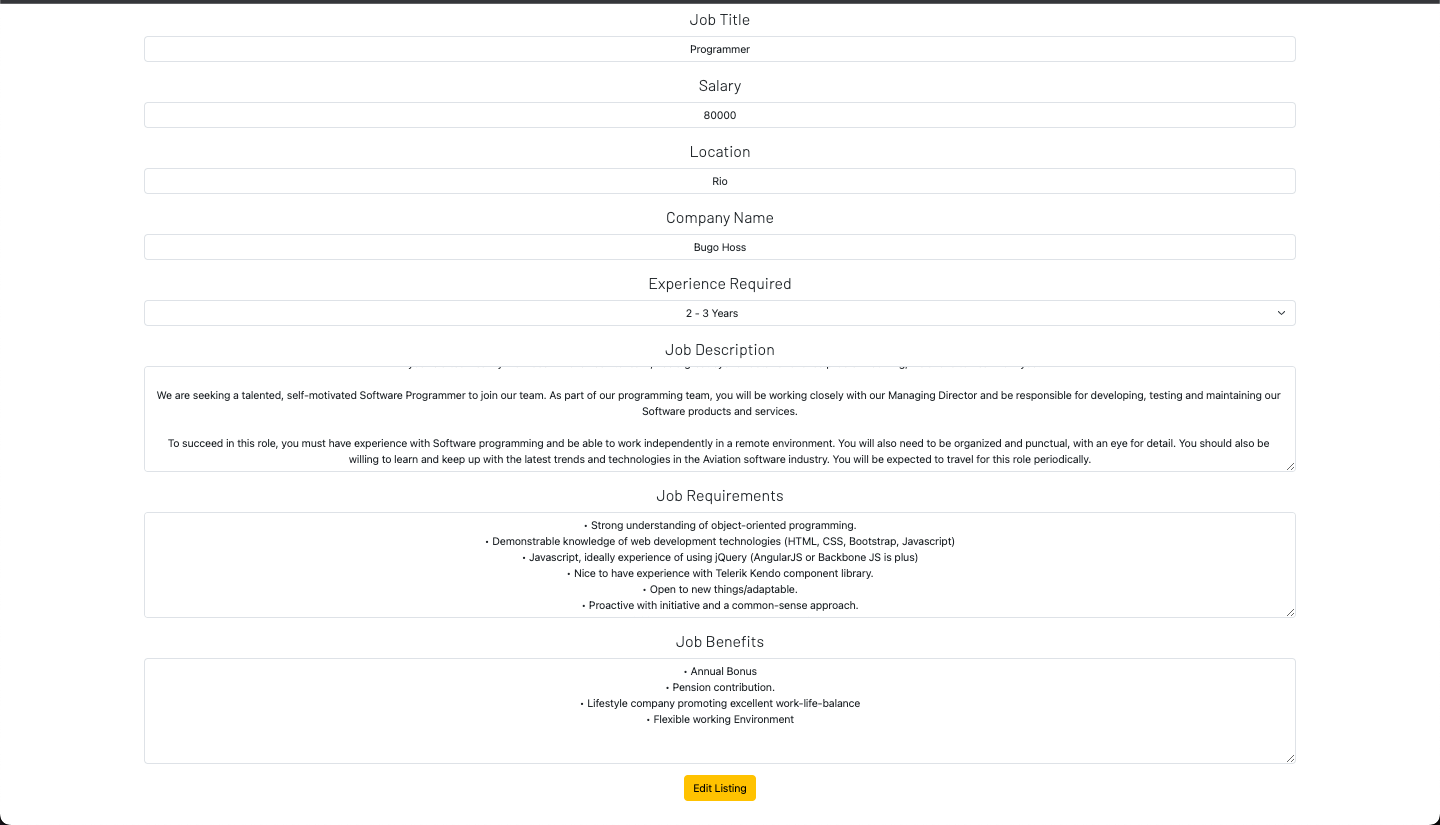 Job Title
Programmer
Salary
80000
Location
Rio
Company Name
Bugo Hoss
Experience Required
2 - 3 Years
Job Description
We are seeking a talented, self-motivated Software Programmer to join our team. As part of our programming team, you will be working closely with our Managing Director and be responsible for developing, testing and maintaining our
Software products and services.
To succeed in this role, you must have experience with Software programming and be able to work independently in a remote environment. You will also need to be organized and punctual, with an eye for detail. You should also be
willing to learn and keep up with the latest trends and technologies in the Aviation software industry. You will be expected to travel for this role periodically.
Job Requirements
• Strong understanding of object-oriented programming.
• Demonstrable knowledge of web development technologies (HTML, CSS, Bootstrap, Javascript)
• Javascript, ideally experience of using jQuery (AngularJS or Backbone JS is plus)
• Nice to have experience with Telerik Kendo component library.
• Open to new things/adaptable.
• Proactive with initiative and a common-sense approach.
Job Benefits
• Annual Bonus
• Pension contribution.
• Lifestyle company promoting excellent work-life-balance
• Flexible working Environment
Edit Listing